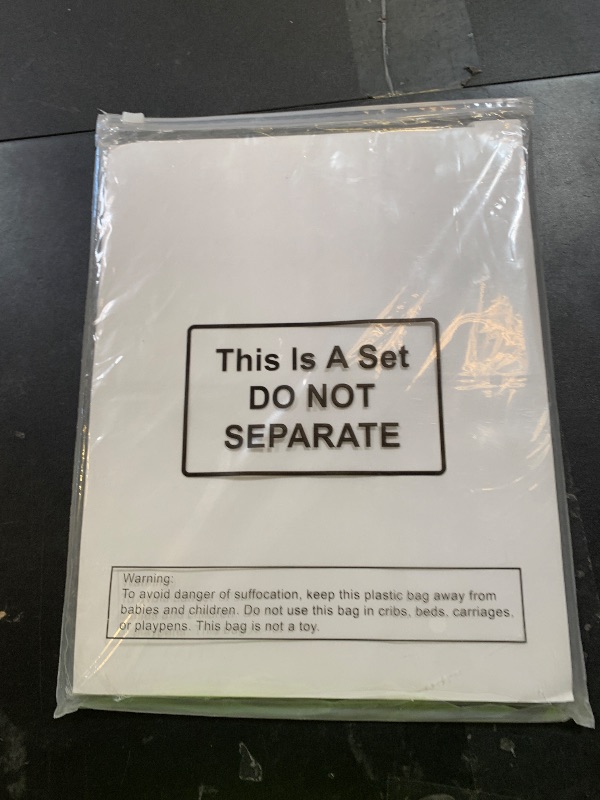 This Is A Set
DO NOT
SEPARATE
Warning:
To avoid danger of suffocation, keep this plastic bag away from
babies and children. Do not use this bag in cribs, beds, carriages,
or playpens. This bag is not a toy.